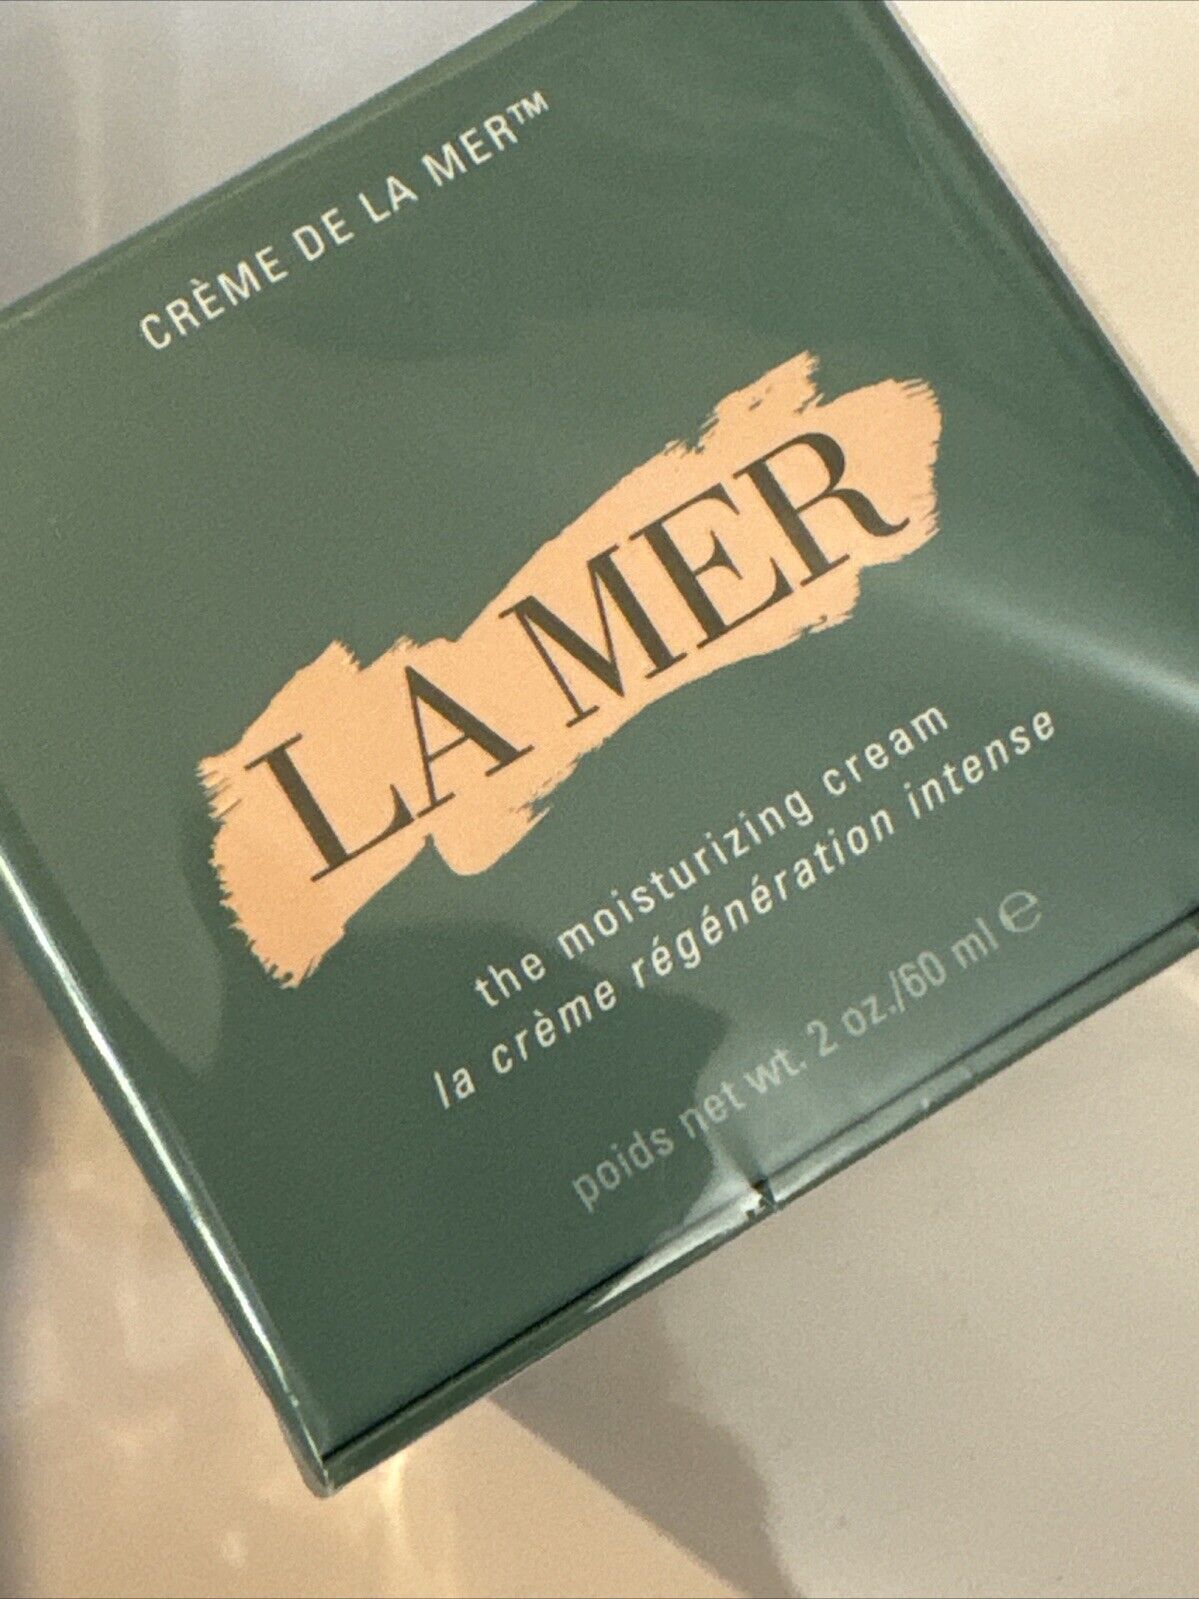 CRÈME DE LA MER™
LA MER
the moisturizing cream
la crème régénération intense
poids net wt. 2 oz./60 ml ℮